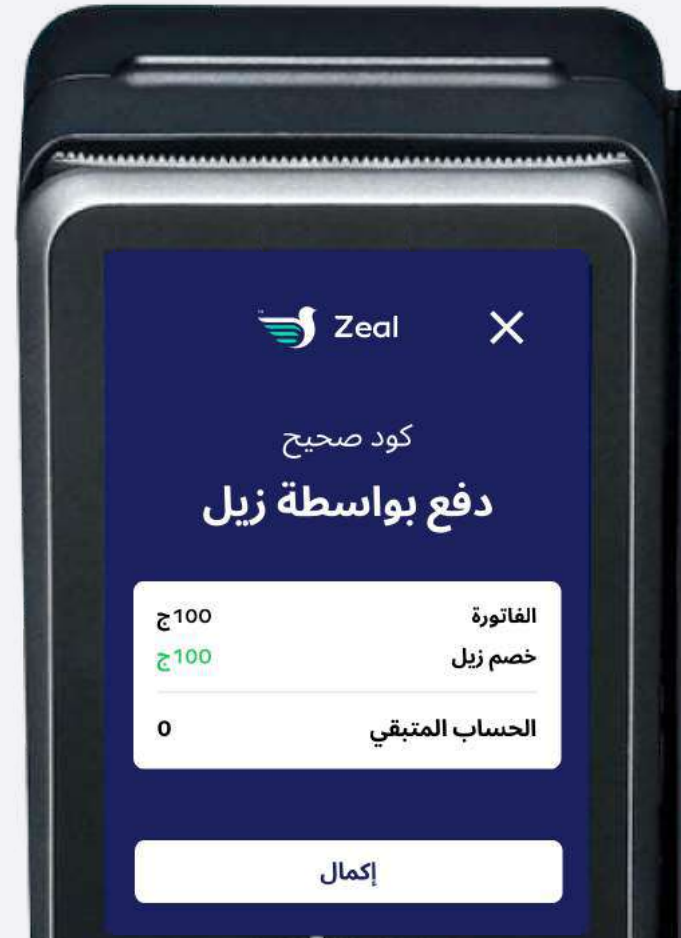 Zeal
كود صحيح
دفع بواسطة زيل
الفاتورة 100ج
خصم زيل 100ج
الحساب المتبقي 0
إكمال